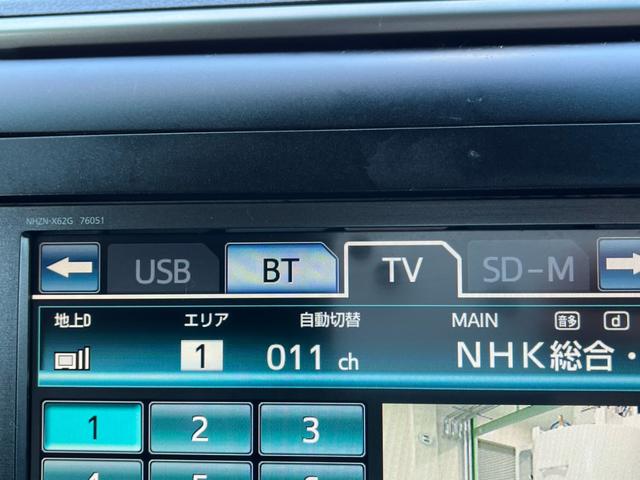 NHZN-X62G 76051
USB BT TV SD-M
地上D エリア 自動切替 MAIN 音多 d
1 011 ch NHK総合・
1 2 3